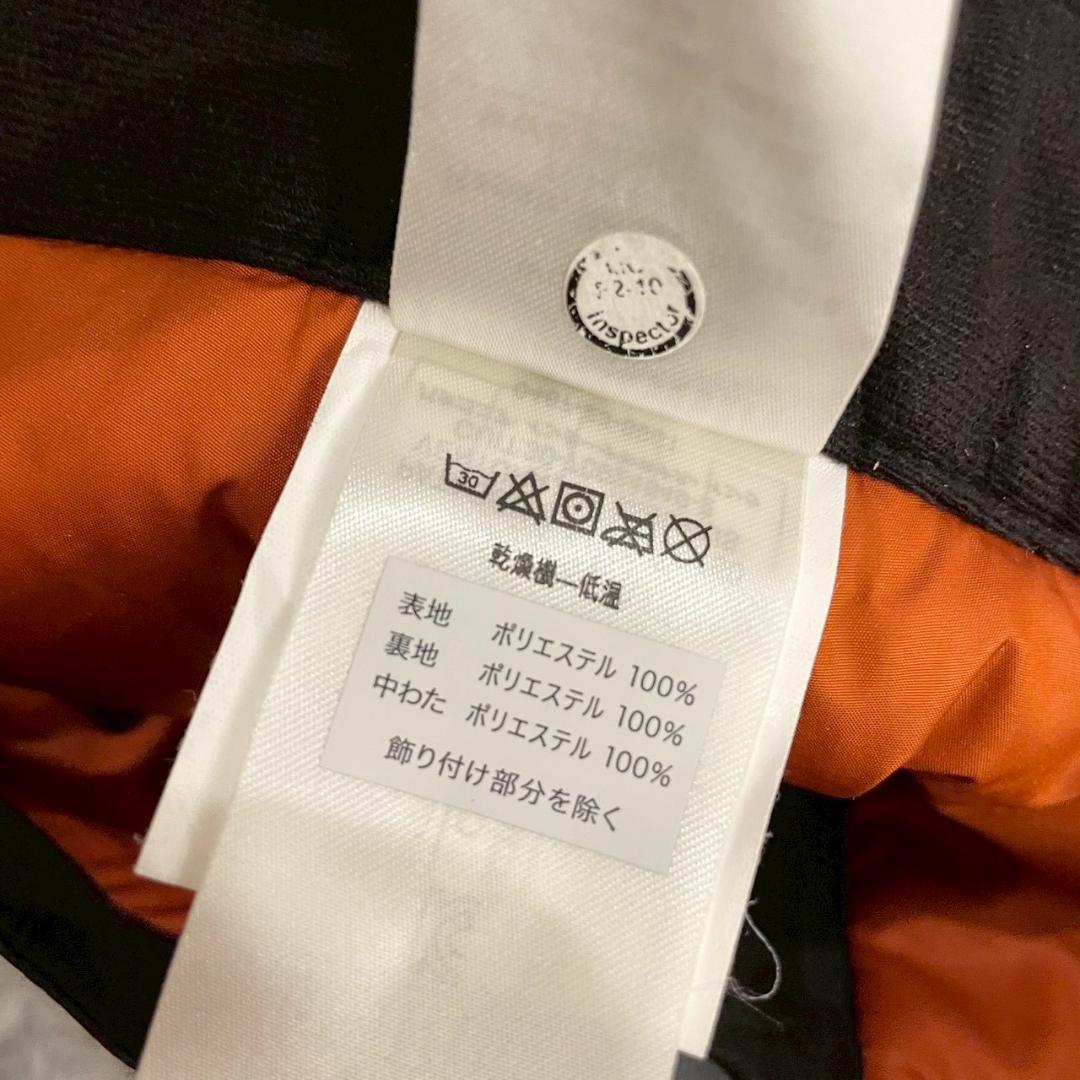 inspector
30
乾燥樹—低温
表地 ポリエステル 100%
裏地 ポリエステル 100%
中わた ポリエステル 100%
飾り付け部分を除く